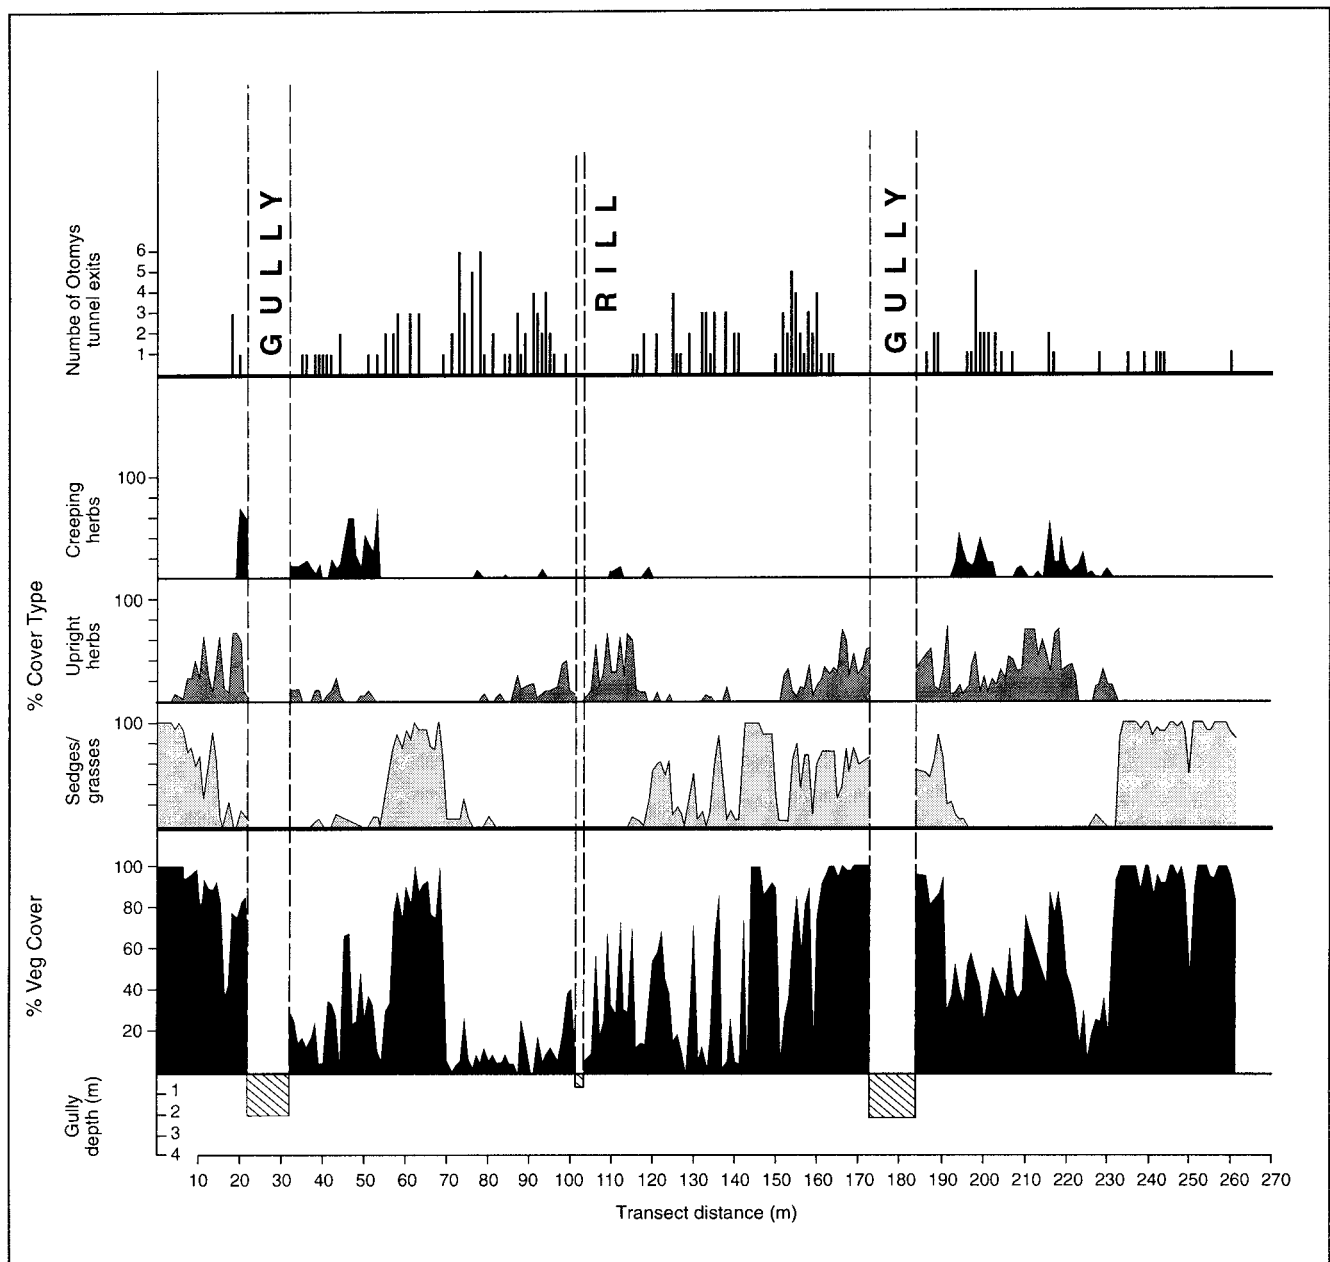 GULLY
RILL
GULLY
Numbe of Otomys
tunnel exits
6
5
4
3
2
1
% Cover Type
Creeping
herbs
100
Upright
herbs
100
Sedges/
grasses
100
% Veg Cover
100
80
60
40
20
Gully
depth (m)
1
2
3
4
10 20 30 40 50 60 70 80 90 100 110 120 130 140 150 160 170 180 190 200 210 220 230 240 250 260 270
Transect distance (m)